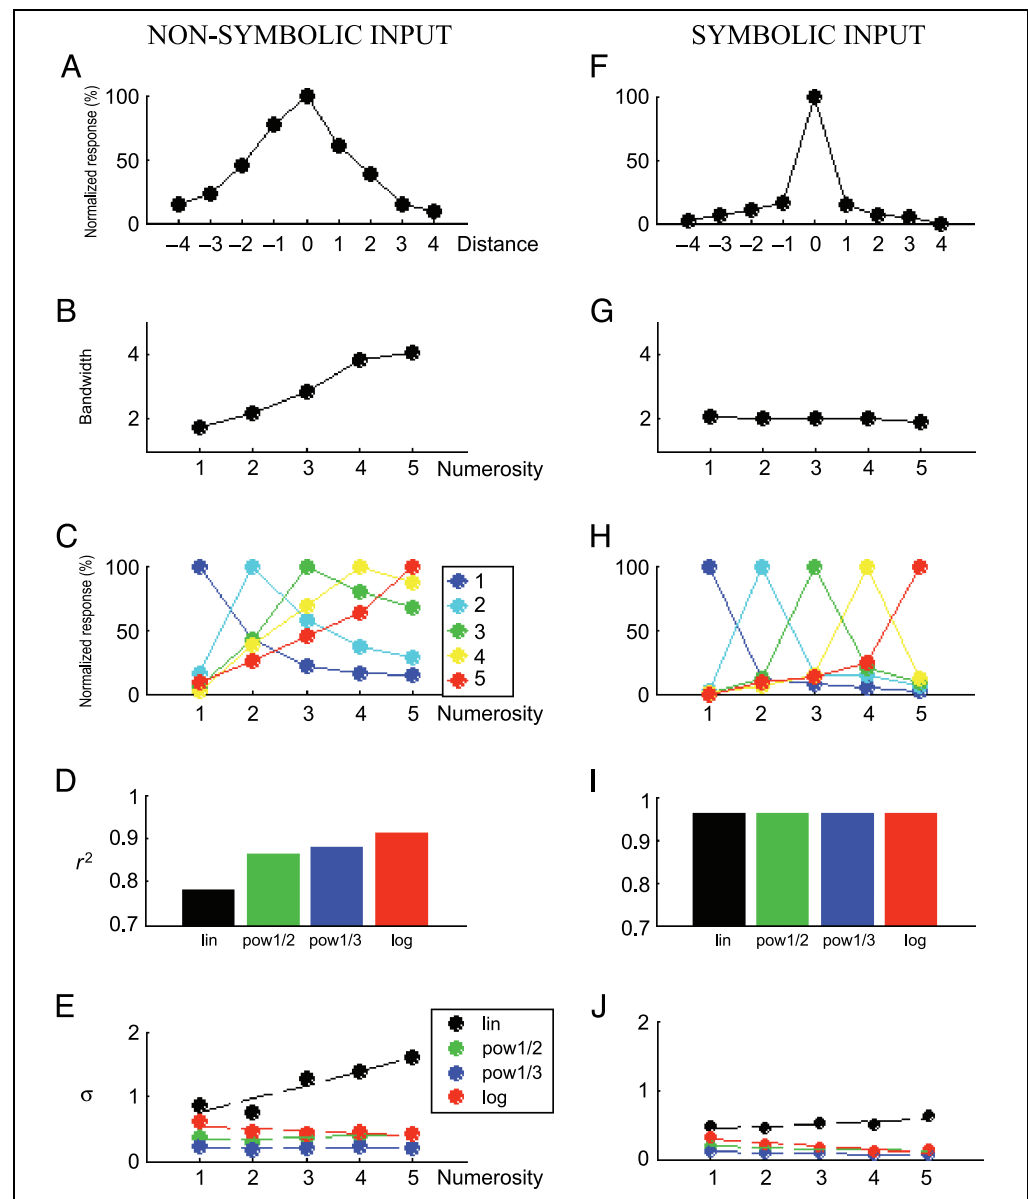 NON-SYMBOLIC INPUT
SYMBOLIC INPUT
A
Normalized response (%)
100
50
0
–4 –3 –2 –1 0 1 2 3 4 Distance
F
100
50
0
–4 –3 –2 –1 0 1 2 3 4
B
Bandwidth
4
2
1 2 3 4 5 Numerosity
G
4
2
1 2 3 4 5
C
Normalized response (%)
100
50
0
1 2 3 4 5 Numerosity
1
2
3
4
5
H
100
50
0
1 2 3 4 5
D
r²
1
0.9
0.8
0.7
lin pow1/2 pow1/3 log
I
1
0.9
0.8
0.7
lin pow1/2 pow1/3 log
E
σ
2
1
0
1 2 3 4 5 Numerosity
lin
pow1/2
pow1/3
log
J
2
1
0
1 2 3 4 5